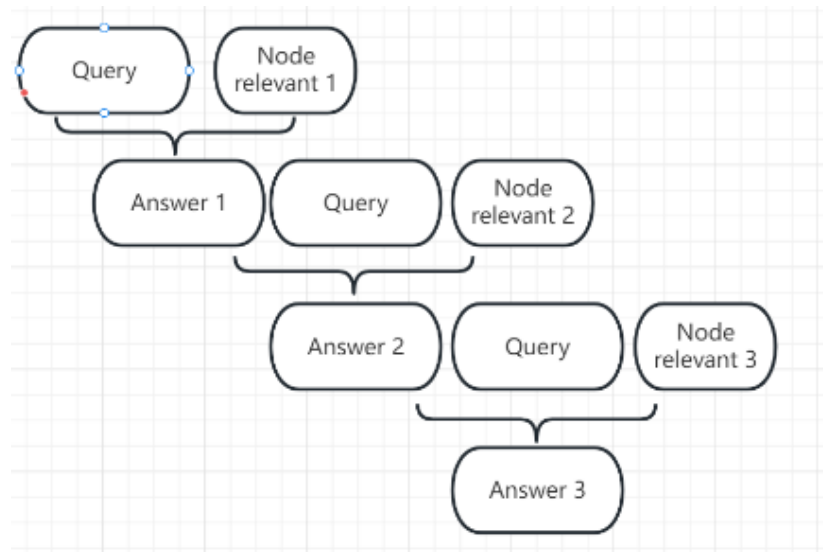 Query
Node
relevant 1
Answer 1
Query
Node
relevant 2
Answer 2
Query
Node
relevant 3
Answer 3